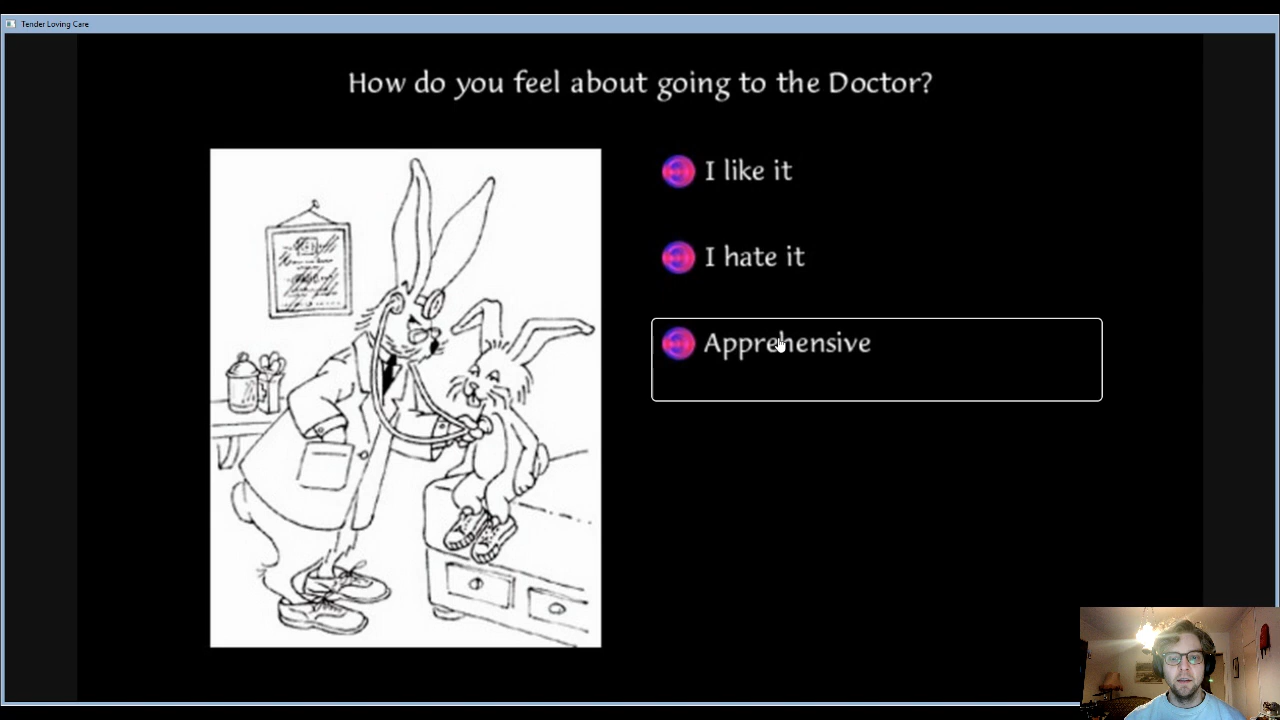 Tender Loving Care
How do you feel about going to the Doctor?
I like it
I hate it
Apprehensive